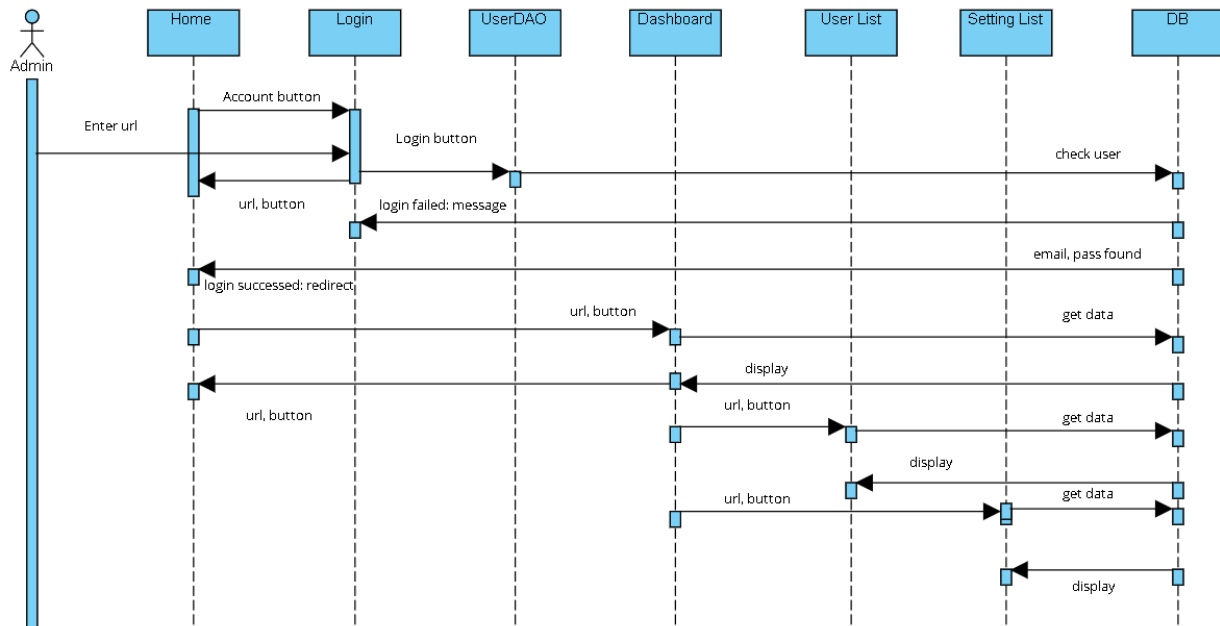 Home
Login
UserDAO
Dashboard
User List
Setting List
DB
Admin
Account button
Enter url
Login button
check user
url, button
login failed: message
email, pass found
login successed: redirect
url, button
get data
display
url, button
url, button
get data
display
url, button
get data
display